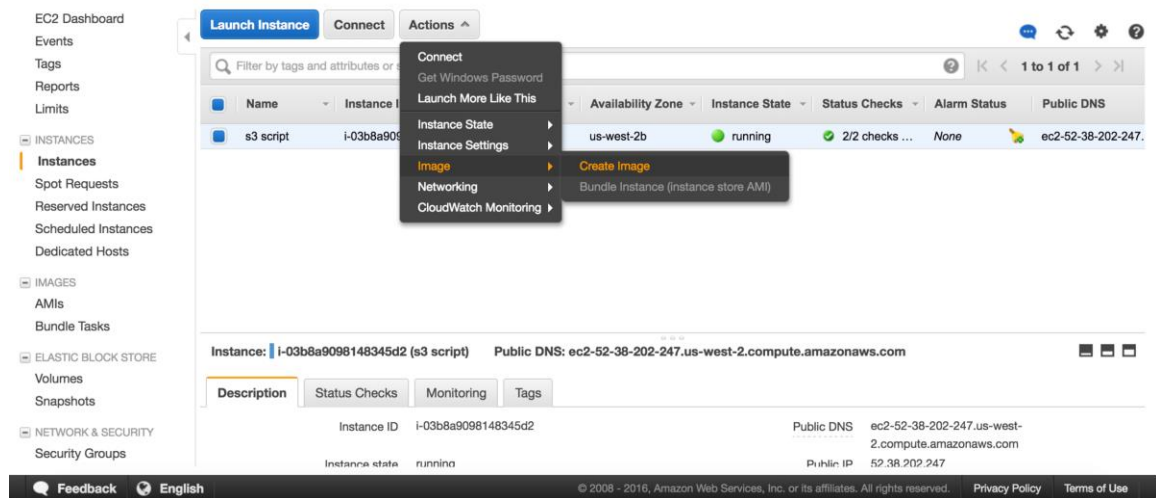 EC2 Dashboard
Events
Tags
Reports
Limits
INSTANCES
Instances
Spot Requests
Reserved Instances
Scheduled Instances
Dedicated Hosts
IMAGES
AMIs
Bundle Tasks
ELASTIC BLOCK STORE
Volumes
Snapshots
NETWORK & SECURITY
Security Groups
Launch Instance Connect Actions
Connect
Get Windows Password
Launch More Like This
Instance State
Instance Settings
Image
Networking
CloudWatch Monitoring
Create Image
Bundle Instance (instance store AMI)
Filter by tags and attributes or 1 to 1 of 1
Name Instance Availability Zone Instance State Status Checks Alarm Status Public DNS
s3 script i-03b8a909 us-west-2b running 2/2 checks ... None ec2-52-38-202-247.
Instance: i-03b8a9098148345d2 (s3 script) Public DNS: ec2-52-38-202-247.us-west-2.compute.amazonaws.com
Description Status Checks Monitoring Tags
Instance ID i-03b8a9098148345d2 Public DNS ec2-52-38-202-247.us-west-
2.compute.amazonaws.com
Instance state running Public IP 52.38.202.247
Feedback English © 2008 - 2016, Amazon Web Services, Inc. or its affiliates. All rights reserved. Privacy Policy Terms of Use